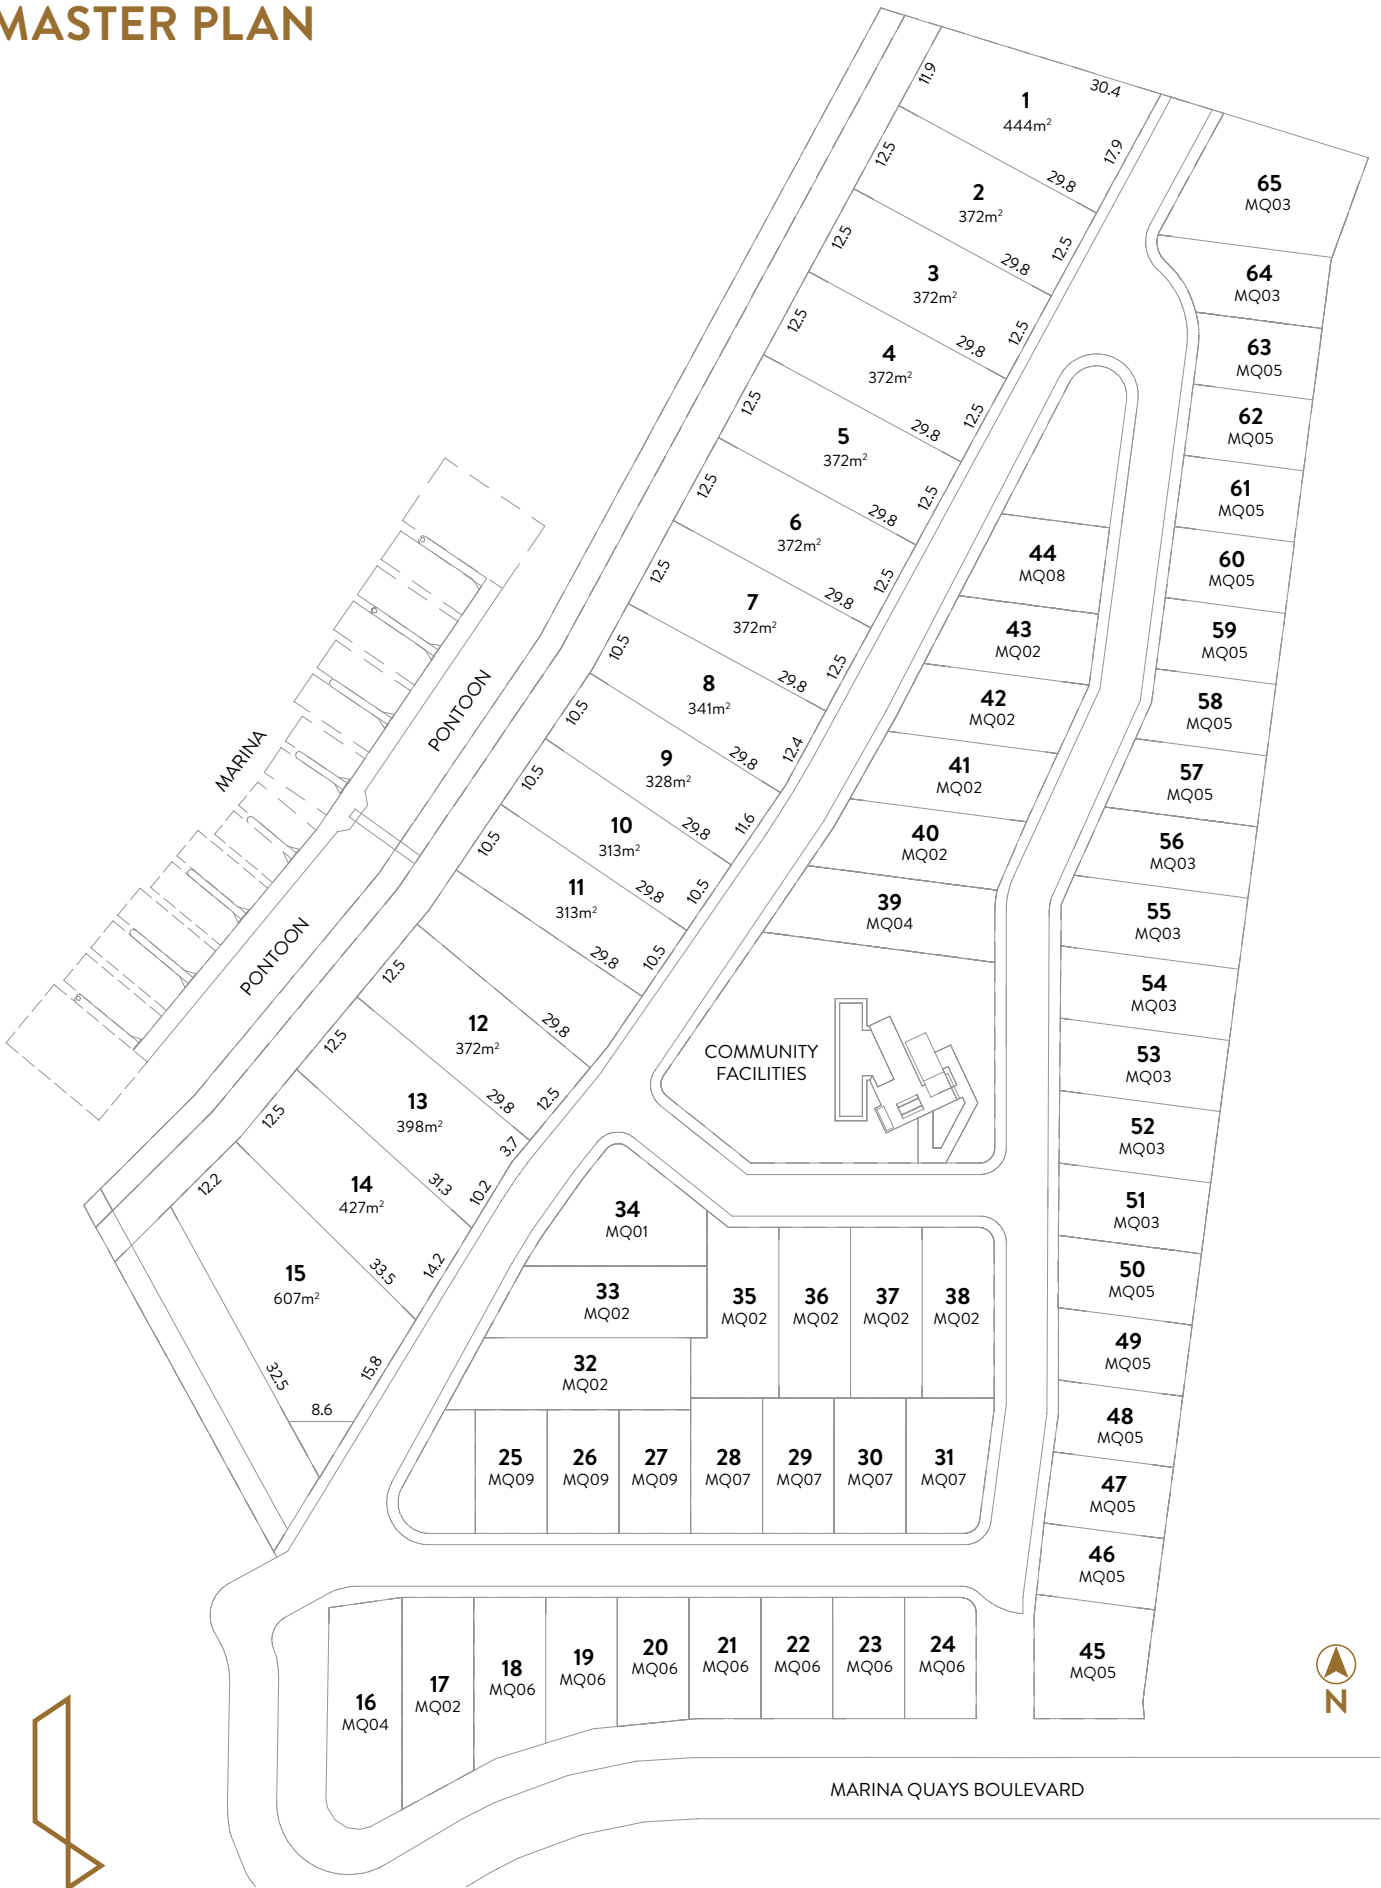 MASTER PLAN
11.9
30.4
1
444m²
17.9
12.5
29.8
2
372m²
12.5
12.5
29.8
3
372m²
12.5
12.5
29.8
4
372m²
12.5
12.5
29.8
5
372m²
12.5
12.5
29.8
6
372m²
12.5
12.5
29.8
7
372m²
12.5
10.5
29.8
8
341m²
12.4
10.5
29.8
9
328m²
11.6
10.5
29.8
10
313m²
10.5
10.5
29.8
11
313m²
10.5
29.8
12.5
29.8
12
372m²
12.5
12.5
29.8
13
398m²
3.7
10.2
12.5
31.3
14
427m²
14.2
12.2
33.5
15
607m²
15.8
32.5
8.6
MARINA
PONTOON
PONTOON
65
MQ03
64
MQ03
63
MQ05
62
MQ05
61
MQ05
60
MQ05
59
MQ05
58
MQ05
57
MQ05
56
MQ03
55
MQ03
54
MQ03
53
MQ03
52
MQ03
51
MQ03
50
MQ05
49
MQ05
48
MQ05
47
MQ05
46
MQ05
45
MQ05
44
MQ08
43
MQ02
42
MQ02
41
MQ02
40
MQ02
39
MQ04
COMMUNITY
FACILITIES
34
MQ01
33
MQ02
32
MQ02
35
MQ02
36
MQ02
37
MQ02
38
MQ02
25
MQ09
26
MQ09
27
MQ09
28
MQ07
29
MQ07
30
MQ07
31
MQ07
16
MQ04
17
MQ02
18
MQ06
19
MQ06
20
MQ06
21
MQ06
22
MQ06
23
MQ06
24
MQ06
N
MARINA QUAYS BOULEVARD